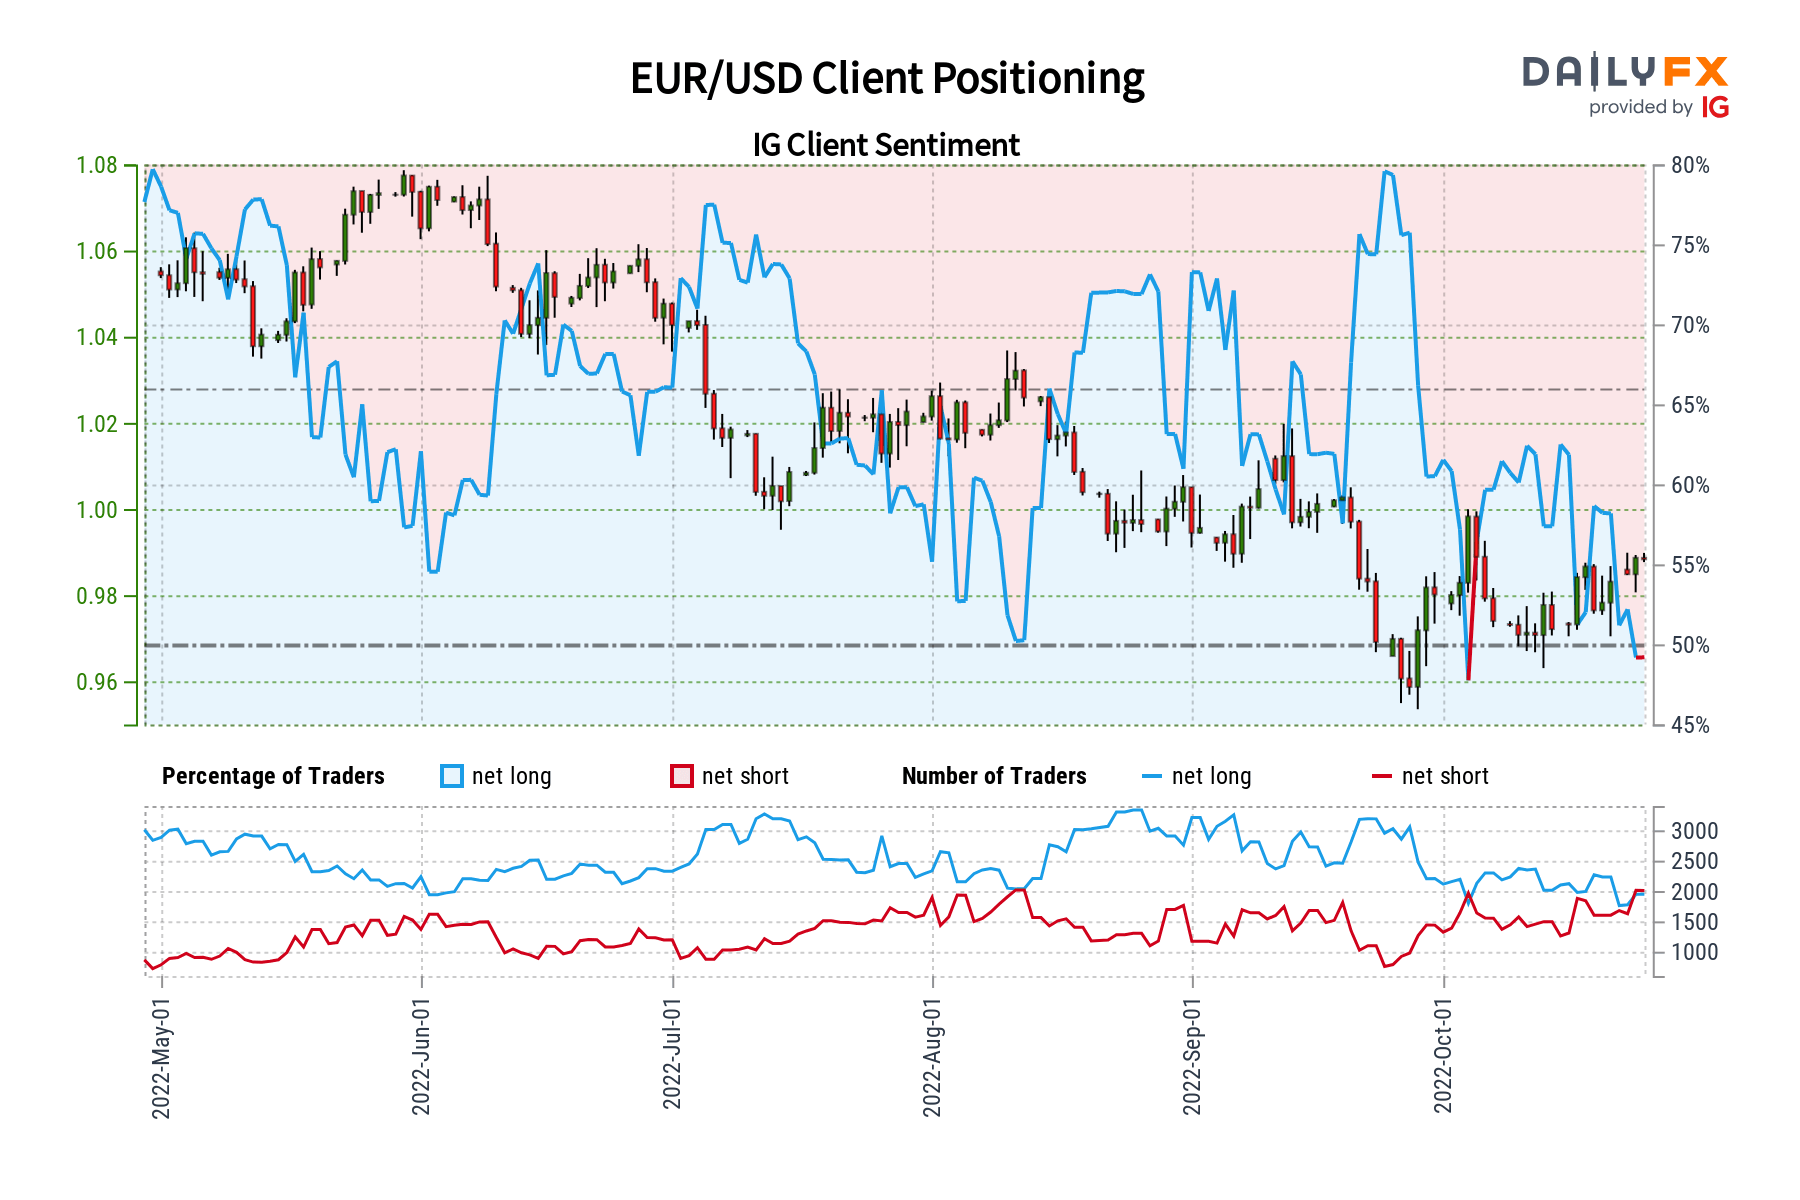 EUR/USD Client Positioning
DAILYFX
provided by IG
IG Client Sentiment
1.08
1.06
1.04
1.02
1.00
0.98
0.96
80%
75%
70%
65%
60%
55%
50%
45%
Percentage of Traders net long net short Number of Traders net long net short
3000
2500
2000
1500
1000
2022-May-01
2022-Jun-01
2022-Jul-01
2022-Aug-01
2022-Sep-01
2022-Oct-01